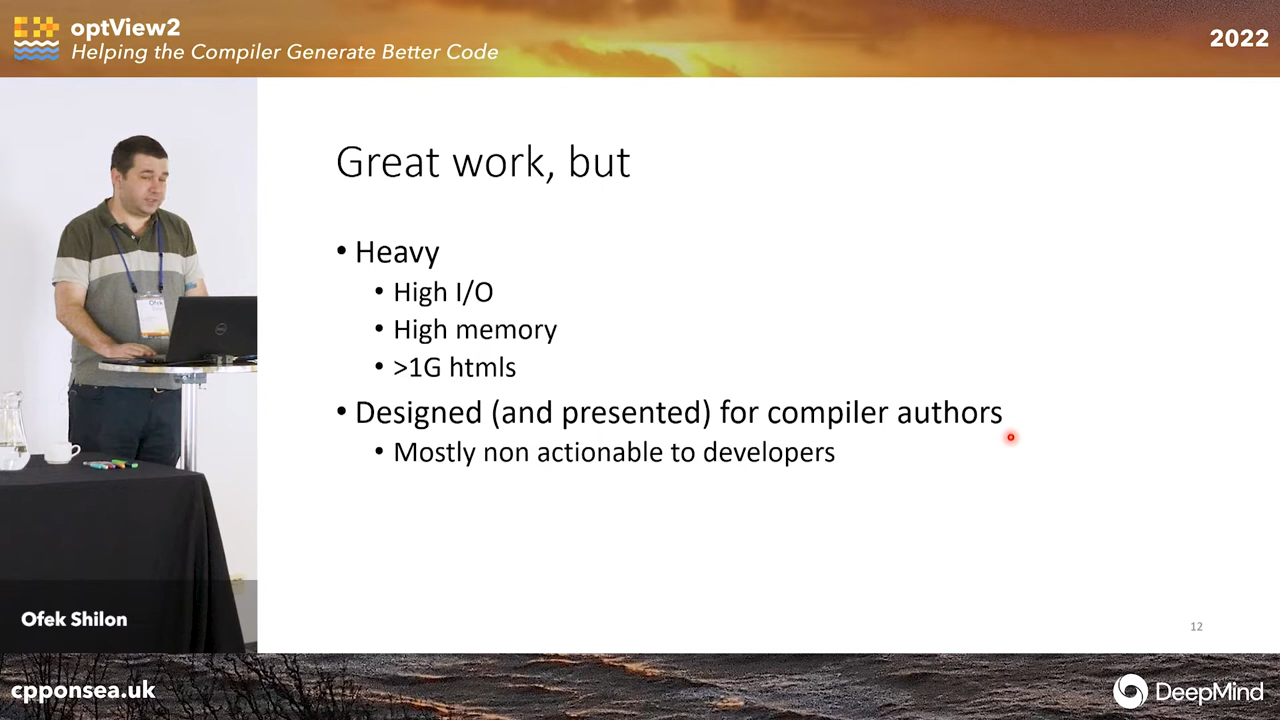 optView2
Helping the Compiler Generate Better Code
2022
Great work, but
• Heavy
• High I/O
• High memory
• >1G htmls
• Designed (and presented) for compiler authors
• Mostly non actionable to developers
12
Ofek
Ofek Shilon
cpponsea.uk
DeepMind